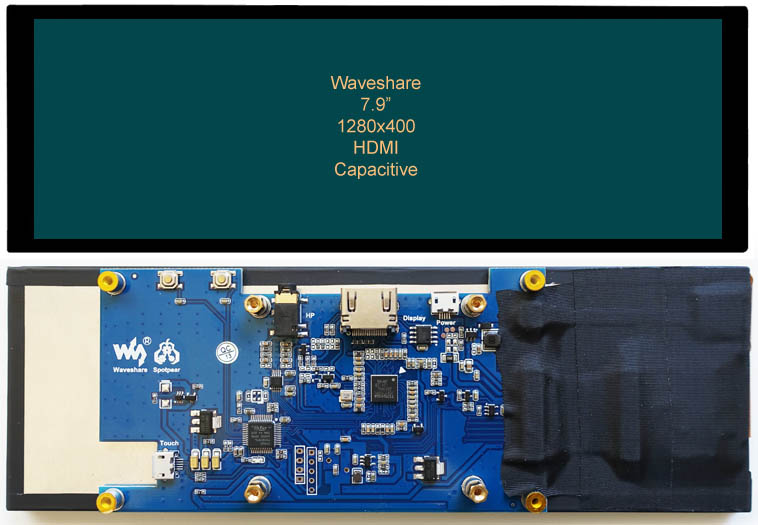 Waveshare
7.9”
1280x400
HDMI
Capacitive
HP
Display
Power
Waveshare ®
Spotpear
Touch